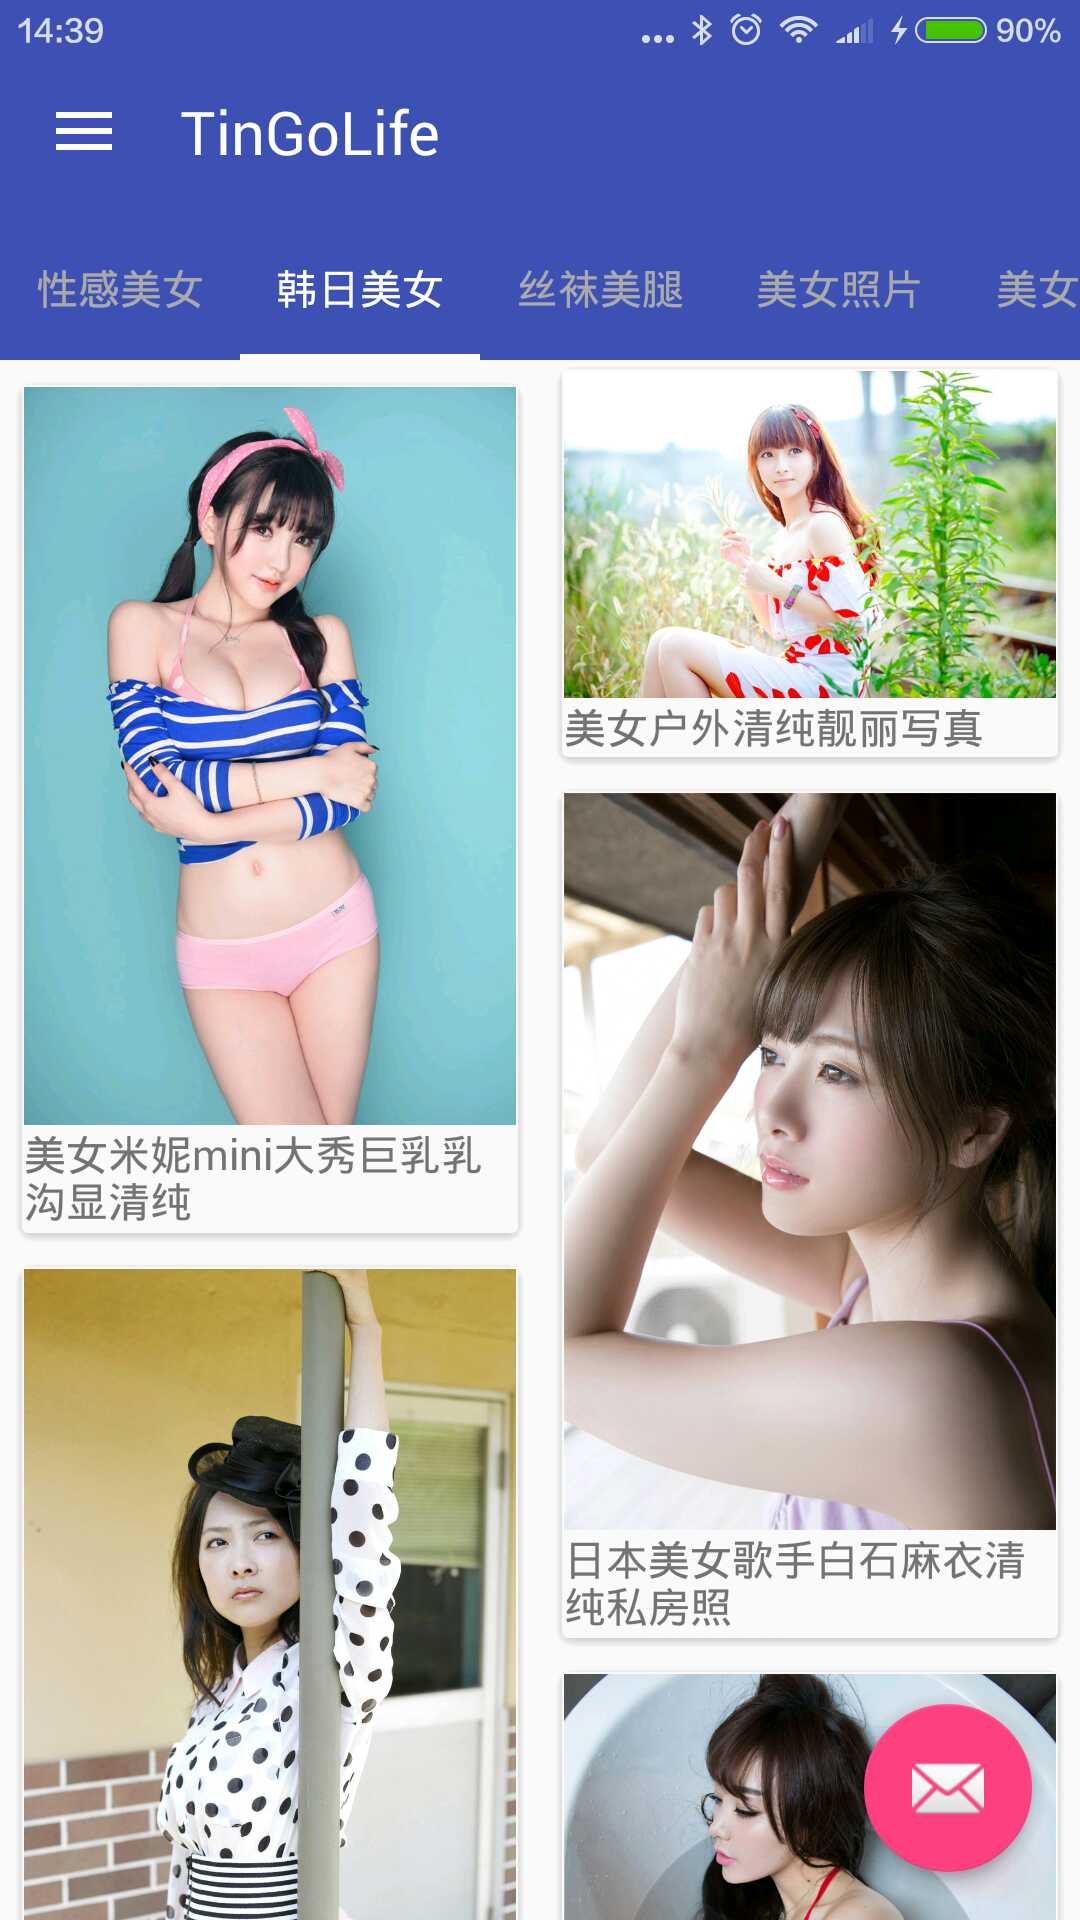 14:39
90%
TinGoLife
性感美女
韩日美女
丝袜美腿
美女照片
美女
美女米妮mini大秀巨乳乳
沟显清纯
美女户外清纯靓丽写真
日本美女歌手白石麻衣清
纯私房照